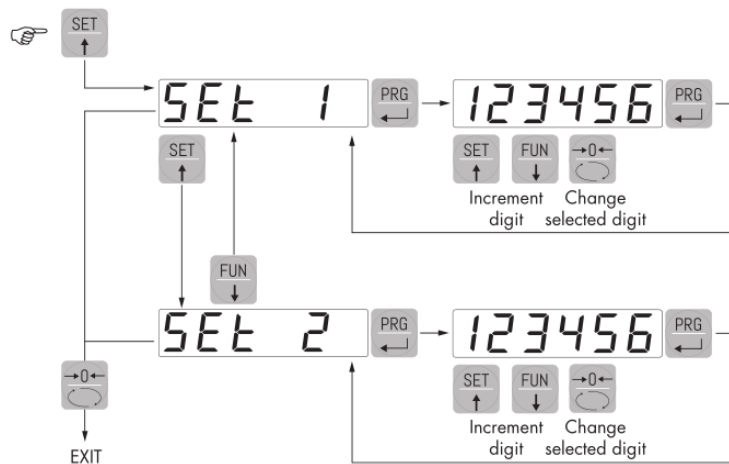 SET
SEt 1
PRG
123456
PRG
SET
SET
FUN
→0←
Increment digit
Change selected digit
FUN
SEt 2
PRG
123456
PRG
→0←
SET
FUN
→0←
Increment digit
Change selected digit
EXIT